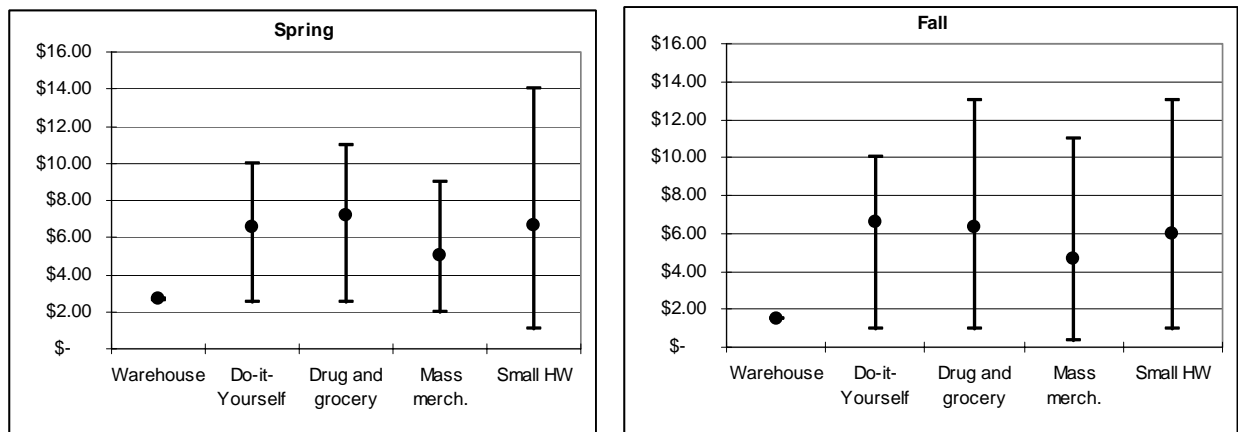 Spring
$16.00
$14.00
$12.00
$10.00
$8.00
$6.00
$4.00
$2.00
$-
Warehouse
Do-it-
Yourself
Drug and
grocery
Mass
merch.
Small HW
Fall
$16.00
$14.00
$12.00
$10.00
$8.00
$6.00
$4.00
$2.00
$-
Warehouse
Do-it-
Yourself
Drug and
grocery
Mass
merch.
Small HW